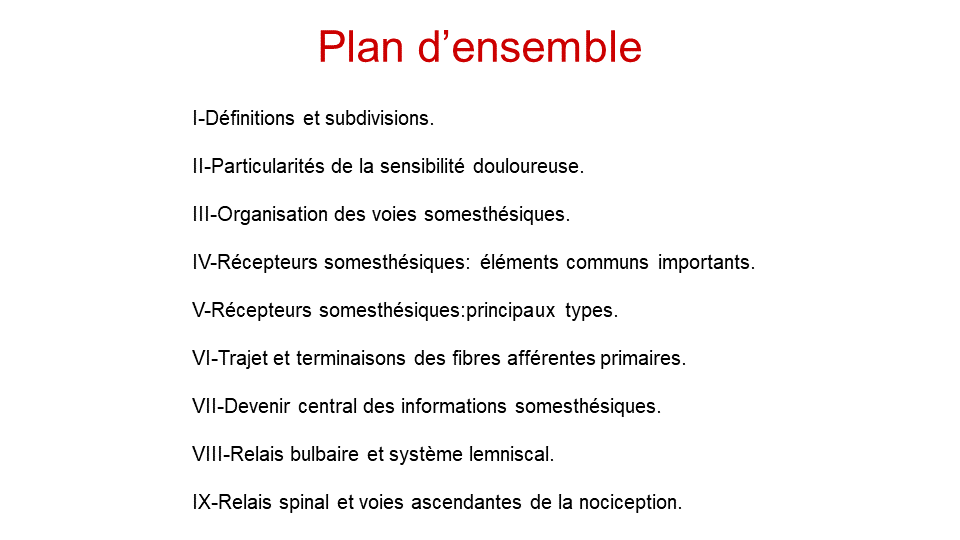 Plan d’ensemble
I-Définitions et subdivisions.
II-Particularités de la sensibilité douloureuse.
III-Organisation des voies somesthésiques.
IV-Récepteurs somesthésiques: éléments communs importants.
V-Récepteurs somesthésiques:principaux types.
VI-Trajet et terminaisons des fibres afférentes primaires.
VII-Devenir central des informations somesthésiques.
VIII-Relais bulbaire et système lemniscal.
IX-Relais spinal et voies ascendantes de la nociception.